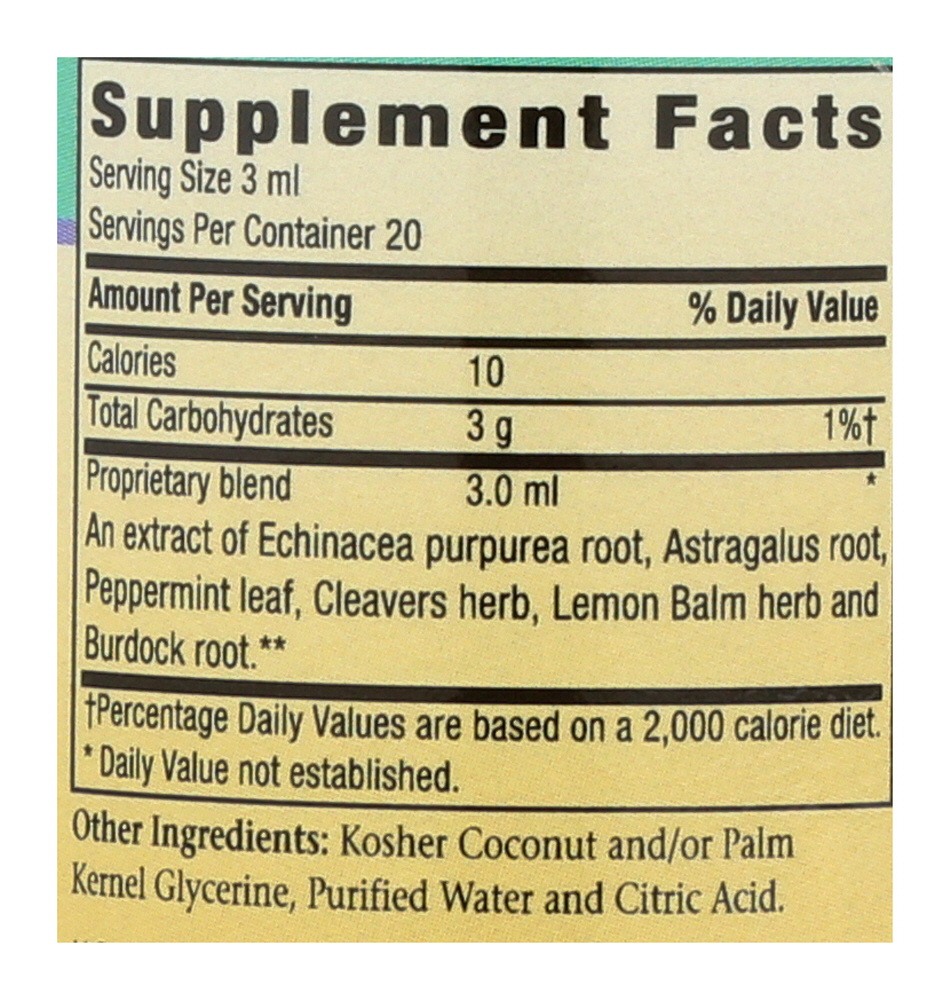 Supplement Facts
Serving Size 3 ml
Servings Per Container 20
Amount Per Serving % Daily Value
Calories 10
Total Carbohydrates 3 g 1%†
Proprietary blend 3.0 ml *
An extract of Echinacea purpurea root, Astragalus root,
Peppermint leaf, Cleavers herb, Lemon Balm herb and
Burdock root.**
†Percentage Daily Values are based on a 2,000 calorie diet.
* Daily Value not established.
Other Ingredients: Kosher Coconut and/or Palm
Kernel Glycerine, Purified Water and Citric Acid.